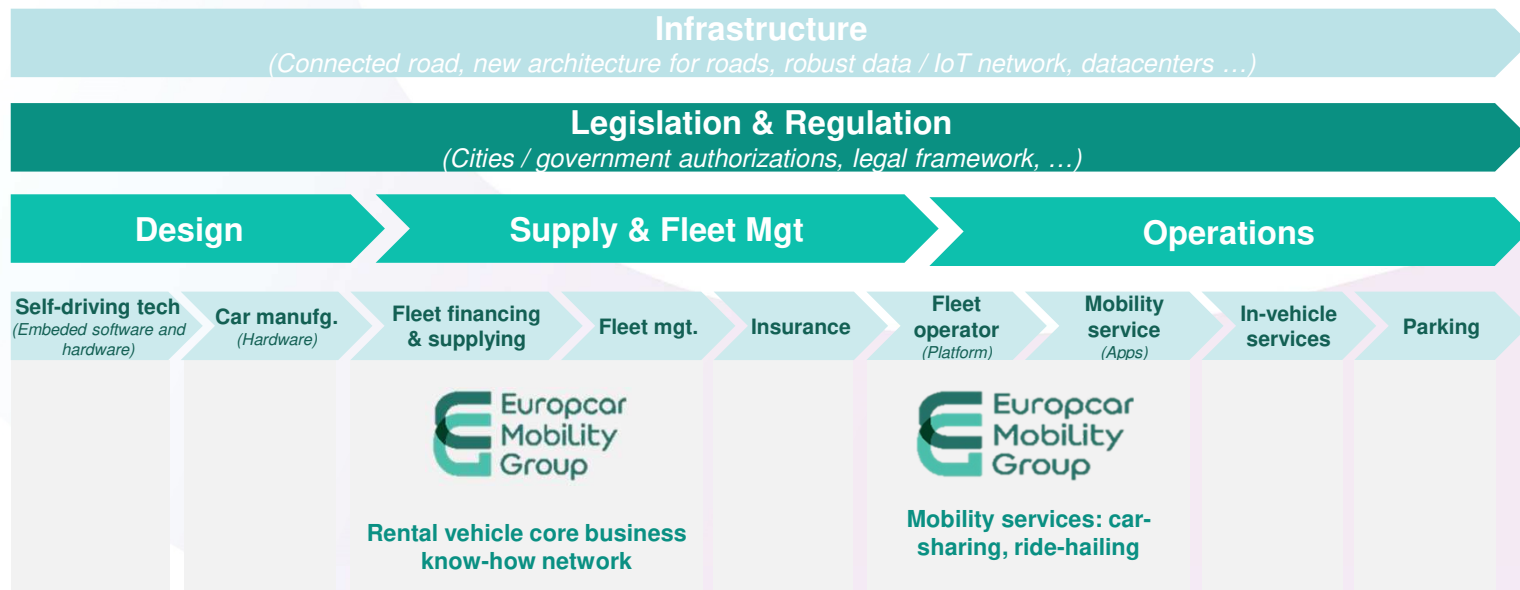 Infrastructure
(Connected road, new architecture for roads, robust data / IoT network, datacenters …)
Legislation & Regulation
(Cities / government authorizations, legal framework, …)
Design
Supply & Fleet Mgt
Operations
Self-driving tech
(Embeded software and
hardware)
Car manufg.
(Hardware)
Fleet financing
& supplying
Fleet mgt.
Insurance
Fleet
operator
(Platform)
Mobility
service
(Apps)
In-vehicle
services
Parking
Europcar
Mobility
Group
Rental vehicle core business
know-how network
Europcar
Mobility
Group
Mobility services: car-
sharing, ride-hailing